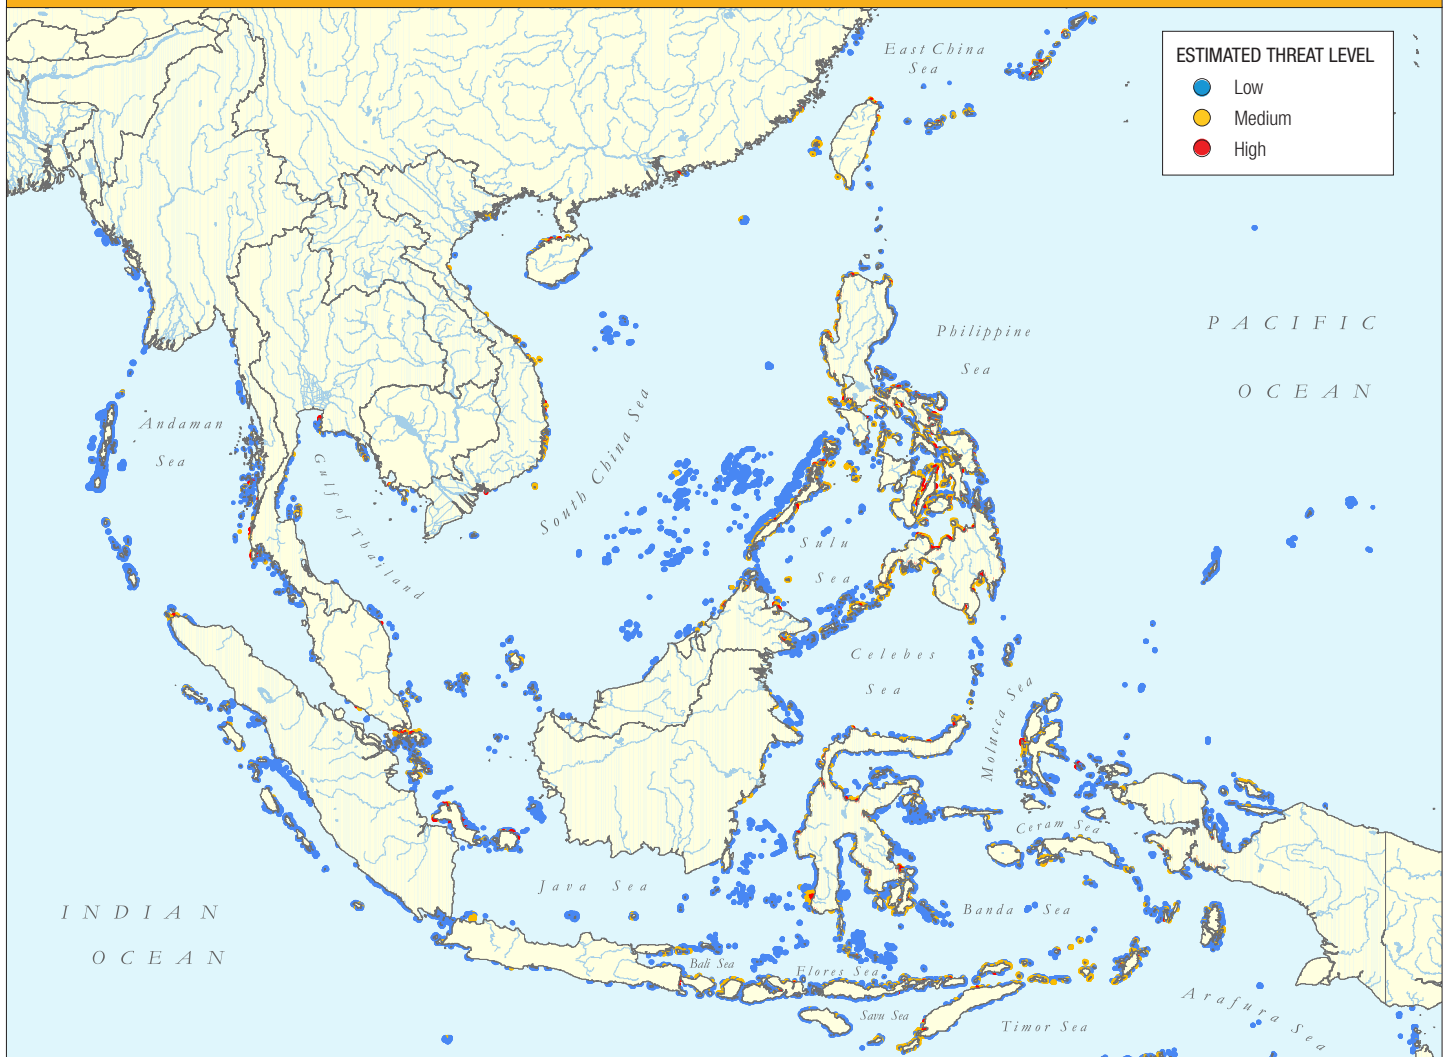 East China
Sea
ESTIMATED THREAT LEVEL
Low
Medium
High
PACIFIC
OCEAN
Philippine
Sea
Andaman
Sea
Gulf of Thailand
South China Sea
Sulu
Sea
Celebes
Sea
Molucca Sea
Ceram Sea
Java Sea
Banda Sea
INDIAN
OCEAN
Bali Sea
Flores Sea
Savu Sea
Timor Sea
Arafura Sea